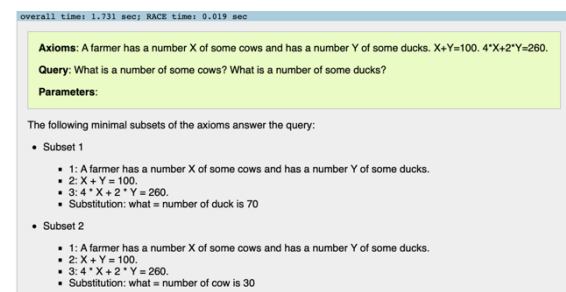 overall time: 1.731 sec; RACE time: 0.019 sec
Axioms: A farmer has a number X of some cows and has a number Y of some ducks. X+Y=100. 4*X+2*Y=260.
Query: What is a number of some cows? What is a number of some ducks?
Parameters:
The following minimal subsets of the axioms answer the query:
• Subset 1
▪ 1: A farmer has a number X of some cows and has a number Y of some ducks.
▪ 2: X + Y = 100.
▪ 3: 4 * X + 2 * Y = 260.
▪ Substitution: what = number of duck is 70
• Subset 2
▪ 1: A farmer has a number X of some cows and has a number Y of some ducks.
▪ 2: X + Y = 100.
▪ 3: 4 * X + 2 * Y = 260.
▪ Substitution: what = number of cow is 30